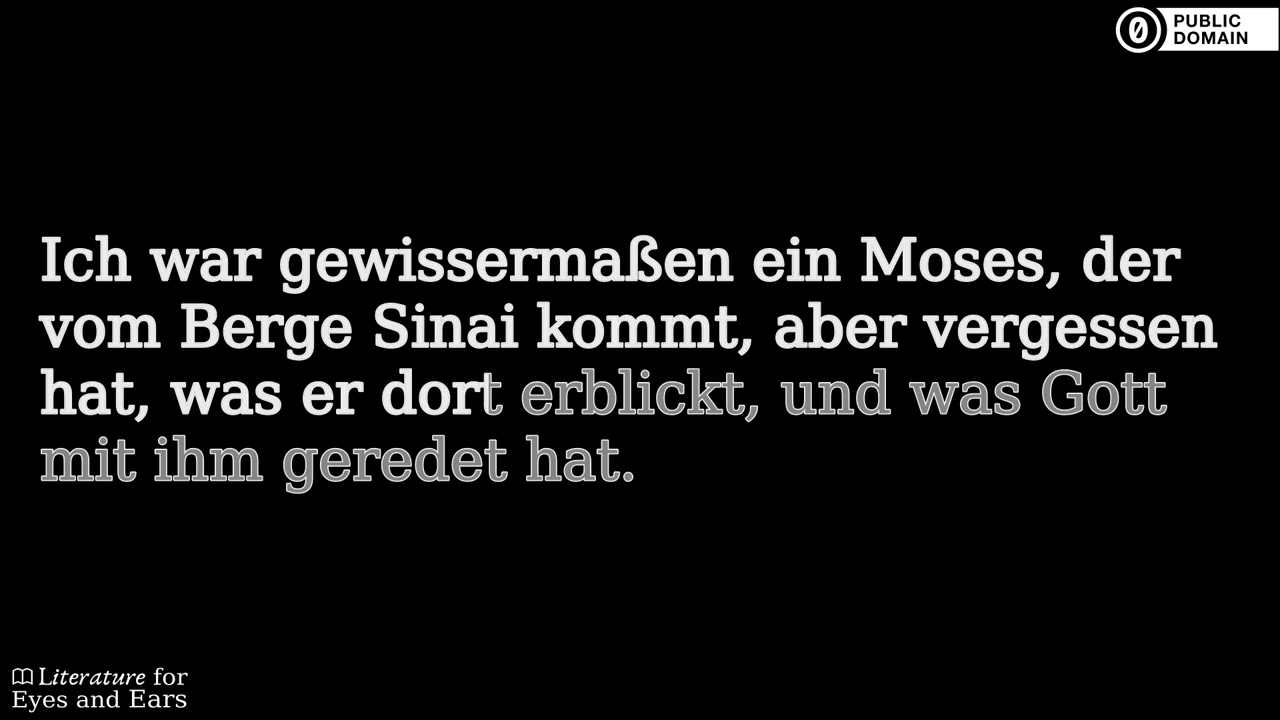 PUBLIC
DOMAIN
Ich war gewissermaßen ein Moses, der
vom Berge Sinai kommt, aber vergessen
hat, was er dort erblickt, und was Gott
mit ihm geredet hat.
Literature for
Eyes and Ears